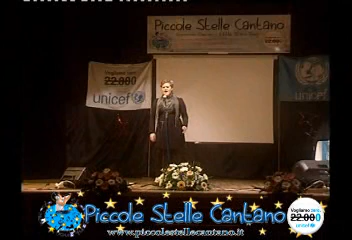 Piccole Stelle Cantano
Vogliamo zero
22.000
unicef
unicef
Piccole Stelle Cantano
www.piccolestellecantano.it
Vogliamo zero
22.000
unicef